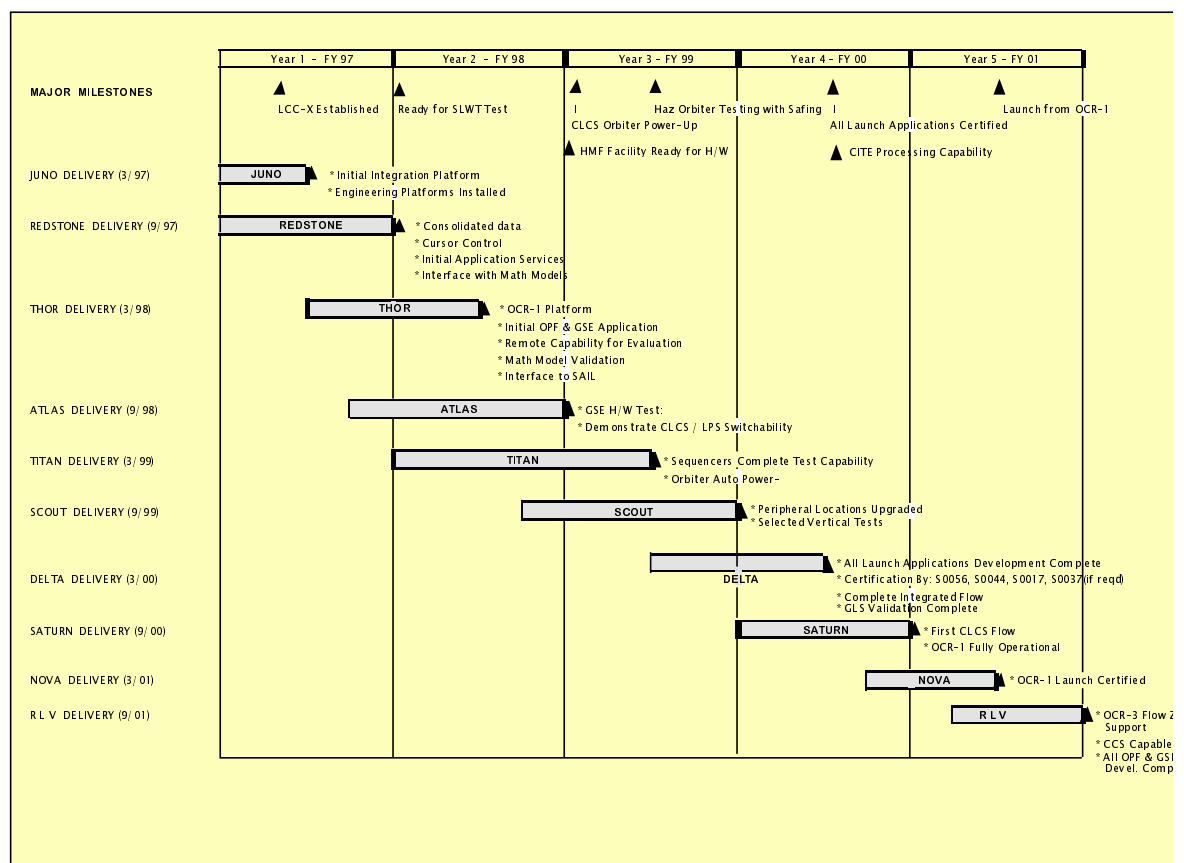 Year 1 - FY 97 Year 2 - FY 98 Year 3 - FY 99 Year 4 - FY 00 Year 5 - FY 01
MAJOR MILESTONES
LCC-X Established Ready for SLWT Test Haz Orbiter Testing with Safing Launch from OCR-1
CLCS Orbiter Power-Up All Launch Applications Certified
HMF Facility Ready for H/W CITE Processing Capability
JUNO DELIVERY (3/97) JUNO * Initial Integration Platform
* Engineering Platforms Installed
REDSTONE DELIVERY (9/97) REDSTONE * Consolidated data
* Cursor Control
* Initial Application Services
* Interface with Math Models
THOR DELIVERY (3/98) THOR * OCR-1 Platform
* Initial OPF & GSE Application
* Remote Capability for Evaluation
* Math Model Validation
* Interface to SAIL
ATLAS DELIVERY (9/98) ATLAS * GSE H/W Test:
* Demonstrate CLCS / LPS Switchability
TITAN DELIVERY (3/99) TITAN * Sequencers Complete Test Capability
* Orbiter Auto Power-
SCOUT DELIVERY (9/99) SCOUT * Peripheral Locations Upgraded
* Selected Vertical Tests
* All Launch Applications Development Complete
DELTA DELIVERY (3/00) DELTA * Certification By: S0056, S0044, S0017, S0037(if reqd)
* Complete Integrated Flow
* GLS Validation Complete
SATURN DELIVERY (9/00) SATURN * First CLCS Flow
* OCR-1 Fully Operational
NOVA DELIVERY (3/01) NOVA * OCR-1 Launch Certified
R L V DELIVERY (9/01) R L V * OCR-3 Flow
Support
* CCS Capable
* All OPF &
Devel.